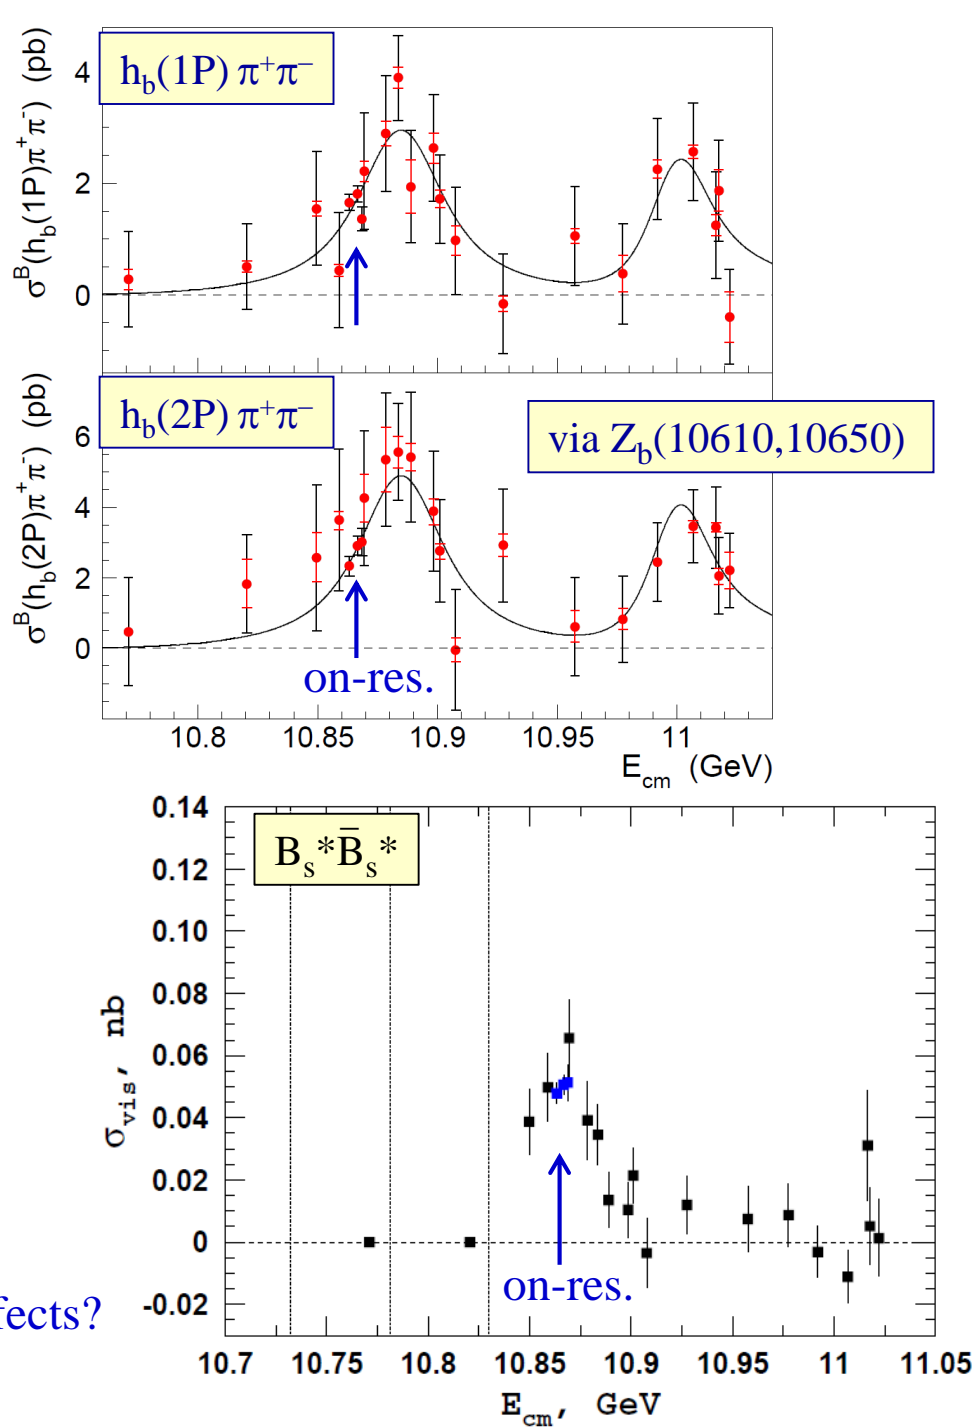 h_b(1P) π⁺π⁻
σ^B(h_b(1P)π⁺π⁻) (pb)
4
2
0
h_b(2P) π⁺π⁻
via Z_b(10610,10650)
σ^B(h_b(2P)π⁺π⁻) (pb)
6
4
2
0
on-res.
10.8 10.85 10.9 10.95 11
E_cm (GeV)
B_s*B̄_s*
σ_vis, nb
0.14
0.12
0.10
0.08
0.06
0.04
0.02
0
-0.02
on-res.
fects?
10.7 10.75 10.8 10.85 10.9 10.95 11 11.05
E_cm, GeV